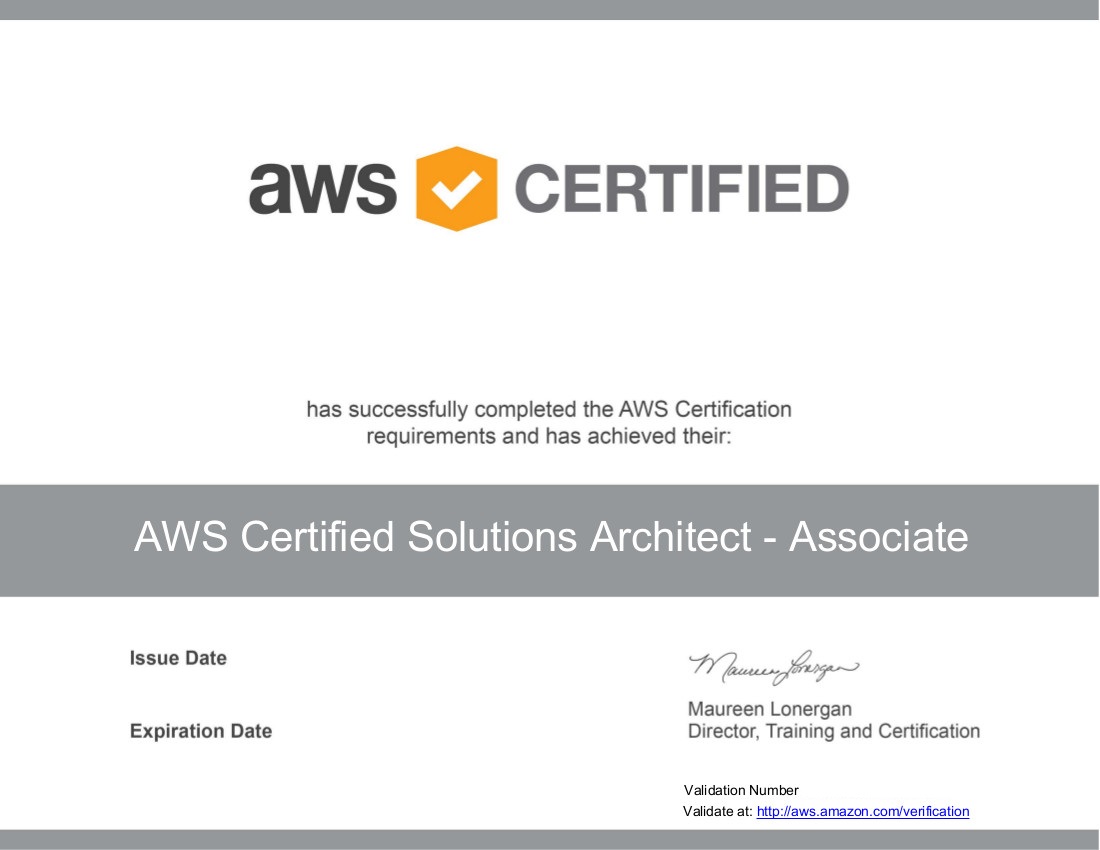 aws CERTIFIED
has successfully completed the AWS Certification
requirements and has achieved their:
AWS Certified Solutions Architect - Associate
Issue Date
Maureen Lonergan
Maureen Lonergan
Director, Training and Certification
Expiration Date
Validation Number
Validate at: http://aws.amazon.com/verification